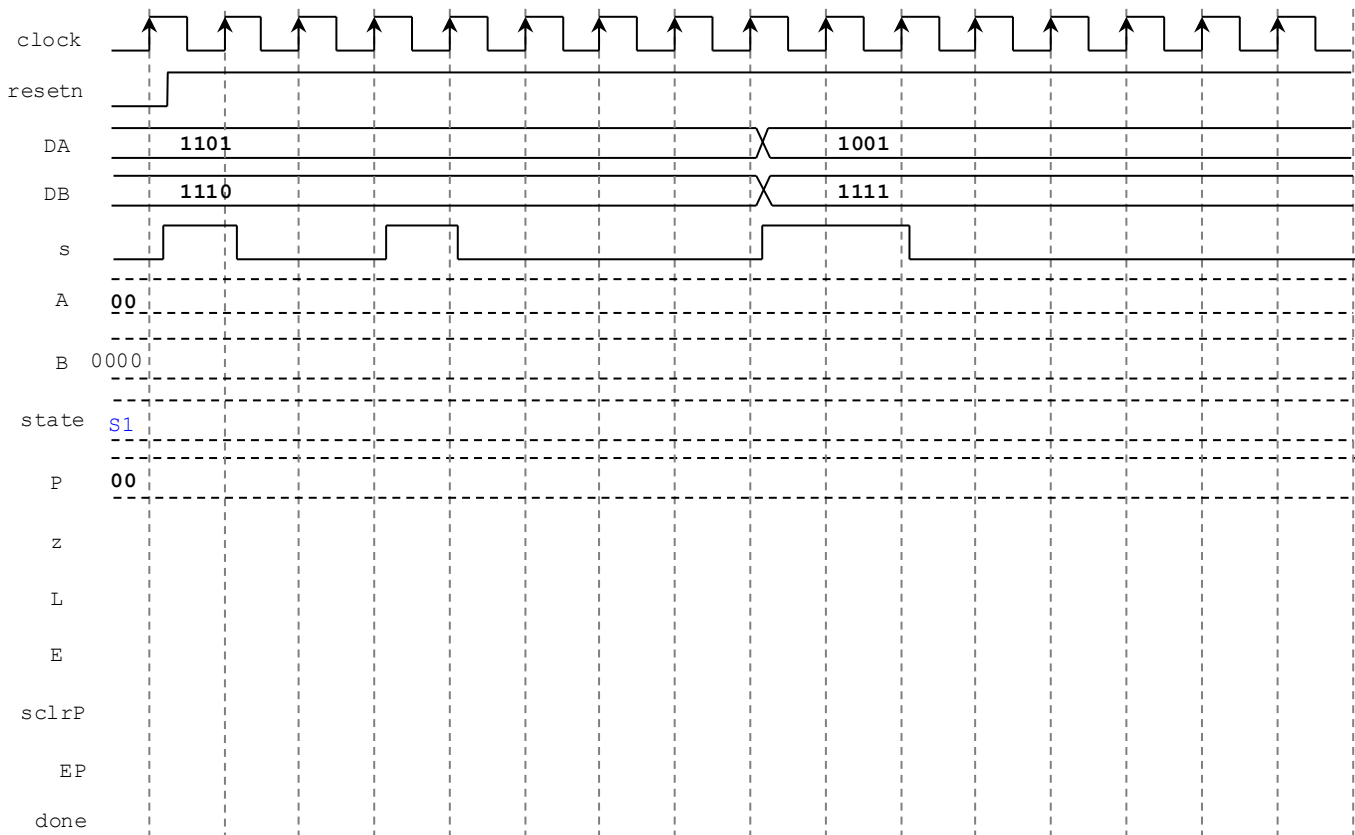 clock
resetn
DA 1101 1001
DB 1110 1111
s
A 00
B 0000
state S1
P 00
z
L
E
sclrP
EP
done